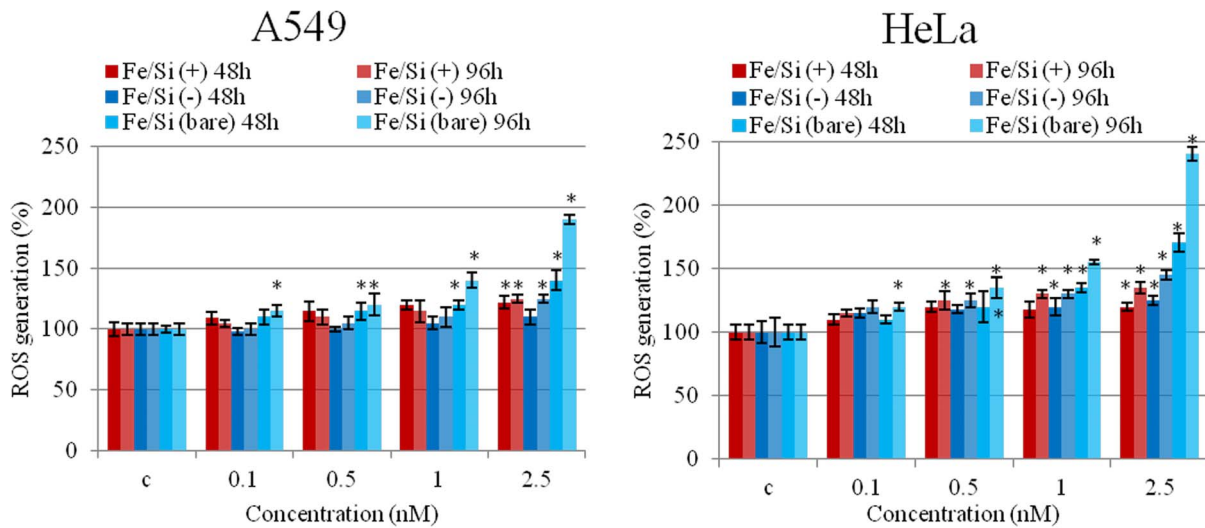 A549
Fe/Si (+) 48h Fe/Si (+) 96h
Fe/Si (-) 48h Fe/Si (-) 96h
Fe/Si (bare) 48h Fe/Si (bare) 96h
ROS generation (%)
250
200
150
100
50
0
* ** * * ** * * *
c 0.1 0.5 1 2.5
Concentration (nM)
HeLa
Fe/Si (+) 48h Fe/Si (+) 96h
Fe/Si (-) 48h Fe/Si (-) 96h
Fe/Si (bare) 48h Fe/Si (bare) 96h
ROS generation (%)
250
200
150
100
50
0
* * * * * * * * * * * * * * * * *
c 0.1 0.5 1 2.5
Concentration (nM)